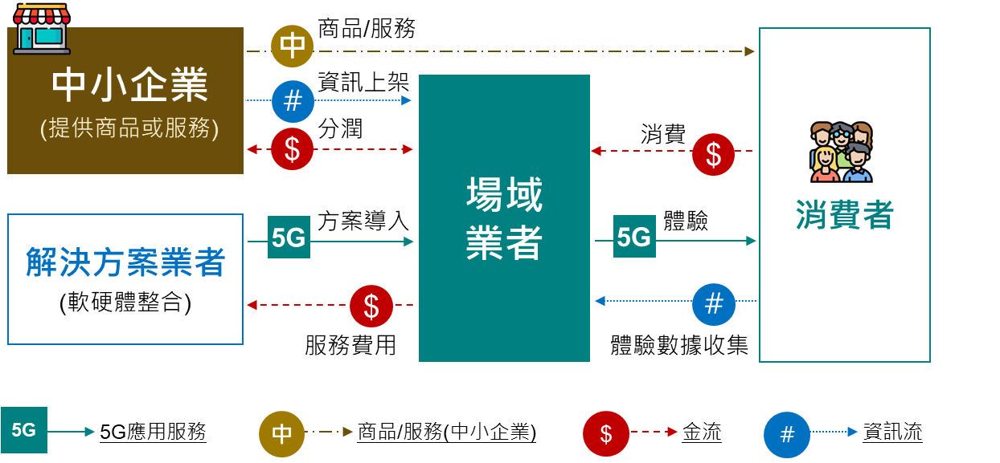 商品/服務
中
中小企業
(提供商品或服務)
資訊上架
#
分潤
$
消費
$
場域
業者
消費者
解決方案業者
(軟硬體整合)
方案導入
5G
體驗
5G
$
服務費用
#
體驗數據收集
5G
5G應用服務
中
商品/服務(中小企業)
$
金流
#
資訊流